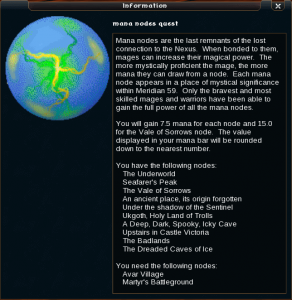 Information
mana nodes quest
Mana nodes are the last remnants of the lost
connection to the Nexus. When bonded to them,
mages can increase their magical power. The
more mystically proficient the mage, the more
mana they can draw from a node. Each mana
node appears in a place of mystical significance
within Meridian 59. Only the bravest and most
skilled mages and warriors have been able to
gain the full power of all the mana nodes.
You will gain 7.5 mana for each node and 15.0
for the Vale of Sorrows node. The value
displayed in your mana bar will be rounded
down to the nearest number.
You have the following nodes:
The Underworld
Seafarer's Peak
The Vale of Sorrows
An ancient place, its origin forgotten
Under the shadow of the Sentinel
Ukgoth, Holy Land of Trolls
A Deep, Dark, Spooky, Icky Cave
Upstairs in Castle Victoria
The Badlands
The Dreaded Caves of Ice
You need the following nodes:
Avar Village
Martyr's Battleground